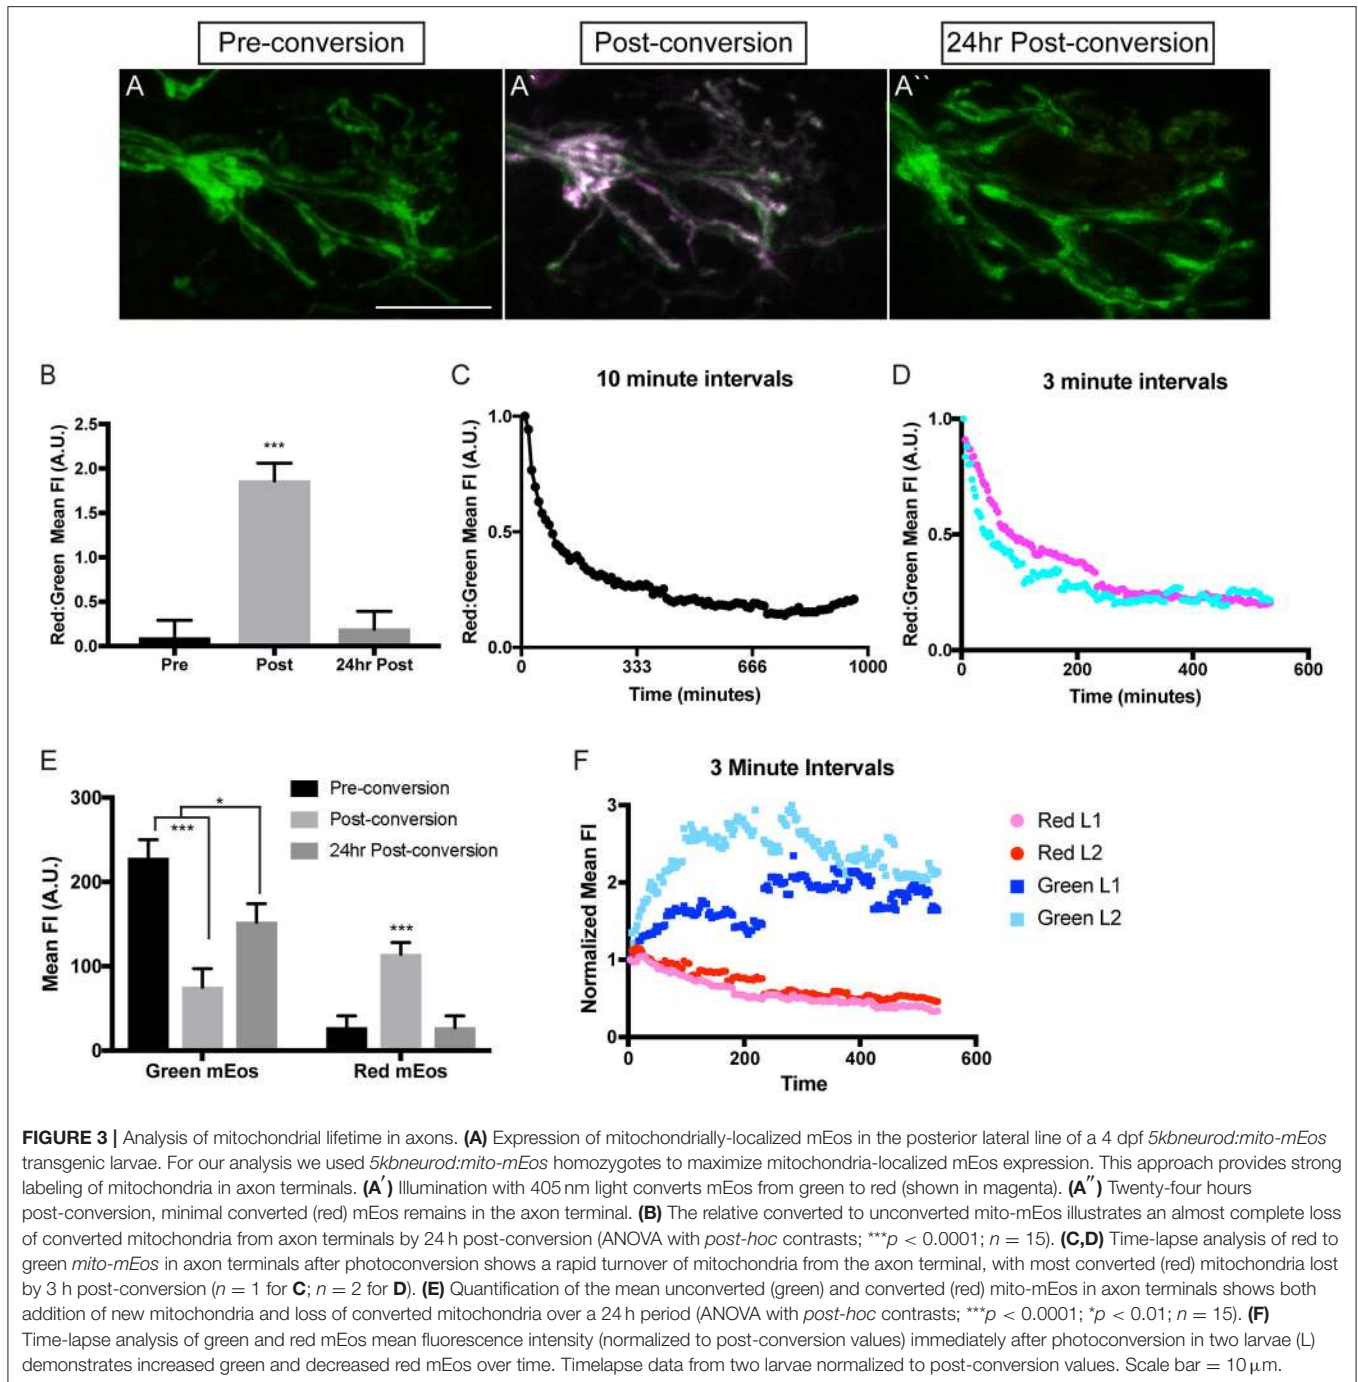 Pre-conversion
Post-conversion
24hr Post-conversion
A
A`
A``
B
Red:Green Mean FI (A.U.)
2.5
2.0
1.5
1.0
0.5
0.0
***
Pre
Post
24hr Post
C
10 minute intervals
Red:Green Mean FI (A.U.)
1.0
0.5
0.0
0
333
666
1000
Time (minutes)
D
3 minute intervals
Red:Green Mean FI (A.U.)
1.0
0.5
0.0
0
200
400
600
Time (minutes)
E
Mean FI (A.U.)
300
200
100
0
***
*
***
Green mEos
Red mEos
Pre-conversion
Post-conversion
24hr Post-conversion
F
3 Minute Intervals
Normalized Mean FI
3
2
1
0
0
200
400
600
Time
Red L1
Red L2
Green L1
Green L2
FIGURE 3 | Analysis of mitochondrial lifetime in axons. (A) Expression of mitochondrially-localized mEos in the posterior lateral line of a 4 dpf 5kbneurod:mito-mEos
transgenic larvae. For our analysis we used 5kbneurod:mito-mEos homozygotes to maximize mitochondria-localized mEos expression. This approach provides strong
labeling of mitochondria in axon terminals. (A′) Illumination with 405 nm light converts mEos from green to red (shown in magenta). (A″) Twenty-four hours
post-conversion, minimal converted (red) mEos remains in the axon terminal. (B) The relative converted to unconverted mito-mEos illustrates an almost complete loss
of converted mitochondria from axon terminals by 24 h post-conversion (ANOVA with post-hoc contrasts; ***p < 0.0001; n = 15). (C,D) Time-lapse analysis of red to
green mito-mEos in axon terminals after photoconversion shows a rapid turnover of mitochondria from the axon terminal, with most converted (red) mitochondria lost
by 3 h post-conversion (n = 1 for C; n = 2 for D). (E) Quantification of the mean unconverted (green) and converted (red) mito-mEos in axon terminals shows both
addition of new mitochondria and loss of converted mitochondria over a 24 h period (ANOVA with post-hoc contrasts; ***p < 0.0001; *p < 0.01; n = 15). (F)
Time-lapse analysis of green and red mEos mean fluorescence intensity (normalized to post-conversion values) immediately after photoconversion in two larvae (L)
demonstrates increased green and decreased red mEos over time. Timelapse data from two larvae normalized to post-conversion values. Scale bar = 10 μm.